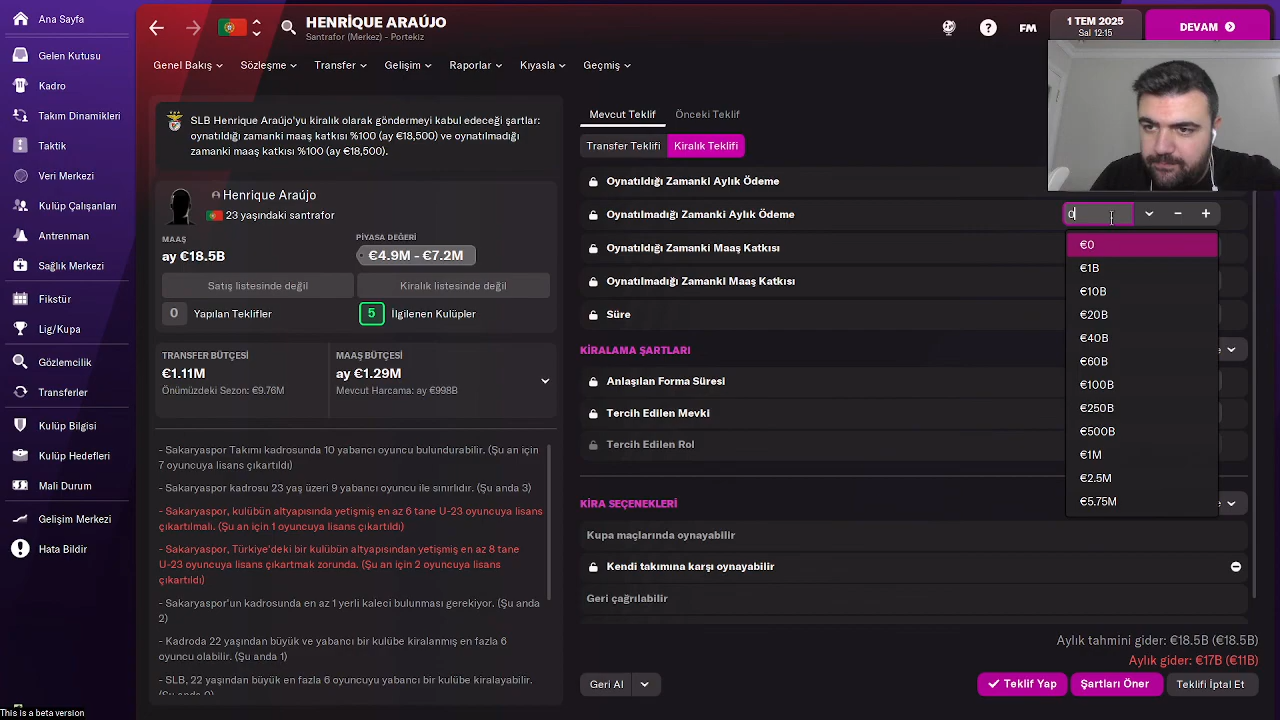 Ana Sayfa
Gelen Kutusu
Kadro
Takım Dinamikleri
Taktik
Veri Merkezi
Kulüp Çalışanları
Antrenman
Sağlık Merkezi
Fikstür
Lig/Kupa
Gözlemcilik
Transferler
Kulüp Bilgisi
Kulüp Hedefleri
Mali Durum
Gelişim Merkezi
Hata Bildir
This is a beta version
HENRİQUE ARAÚJO
Santrafor (Merkez) - Portekiz
FM
1 TEM 2025
Sal 12:15
DEVAM
Genel Bakış
Sözleşme
Transfer
Gelişim
Raporlar
Kıyasla
Geçmiş
SLB Henrique Araújo'yu kiralık olarak göndermeyi kabul edeceği şartlar:
oynatıldığı zamanki maaş katkısı %100 (ay €18,500) ve oynatılmadığı
zamanki maaş katkısı %100 (ay €18,500).
Henrique Araújo
23 yaşındaki santrafor
MAAŞ
ay €18.5B
PİYASA DEĞERİ
€4.9M - €7.2M
Satış listesinde değil
Kiralık listesinde değil
0
Yapılan Teklifler
5
İlgilenen Kulüpler
TRANSFER BÜTÇESİ
€1.11M
Önümüzdeki Sezon: €9.76M
MAAŞ BÜTÇESİ
ay €1.29M
Mevcut Harcama: ay €998B
- Sakaryaspor Takımı kadrosunda 10 yabancı oyuncu bulundurabilir. (Şu an için
7 oyuncuya lisans çıkartıldı)
- Sakaryaspor kadrosu 23 yaş üzeri 9 yabancı oyuncu ile sınırlıdır. (Şu anda 3)
- Sakaryaspor, kulübün altyapısında yetişmiş en az 6 tane U-23 oyuncuya lisans
çıkartılmalı. (Şu an için 1 oyuncuya lisans çıkartıldı)
- Sakaryaspor, Türkiye'deki bir kulübün altyapısından yetişmiş en az 8 tane
U-23 oyuncuya lisans çıkartmak zorunda. (Şu an için 2 oyuncuya lisans
çıkartıldı)
- Sakaryaspor'un kadrosunda en az 1 yerli kaleci bulunması gerekiyor. (Şu anda
2)
- Kadroda 22 yaşından büyük ve yabancı bir kulübe kiralanmış en fazla 6
oyuncu olabilir. (Şu anda 1)
- SLB, 22 yaşından büyük en fazla 6 oyuncuyu yabancı bir kulübe kiralayabilir.
(Şu anda 0)
Mevcut Teklif
Önceki Teklif
Transfer Teklifi
Kiralık Teklifi
Oynatıldığı Zamanki Aylık Ödeme
Oynatılmadığı Zamanki Aylık Ödeme
0
Oynatıldığı Zamanki Maaş Katkısı
Oynatılmadığı Zamanki Maaş Katkısı
Süre
€0
€1B
€10B
€20B
€40B
€60B
€100B
€250B
€500B
€1M
€2.5M
€5.75M
KİRALAMA ŞARTLARI
Anlaşılan Forma Süresi
Tercih Edilen Mevki
Tercih Edilen Rol
KİRA SEÇENEKLERİ
Kupa maçlarında oynayabilir
Kendi takımına karşı oynayabilir
Geri çağrılabilir
Aylık tahmini gider: €18.5B (€18.5B)
Aylık gider: €17B (€11B)
Geri Al
Teklif Yap
Şartları Öner
Teklifi İptal Et